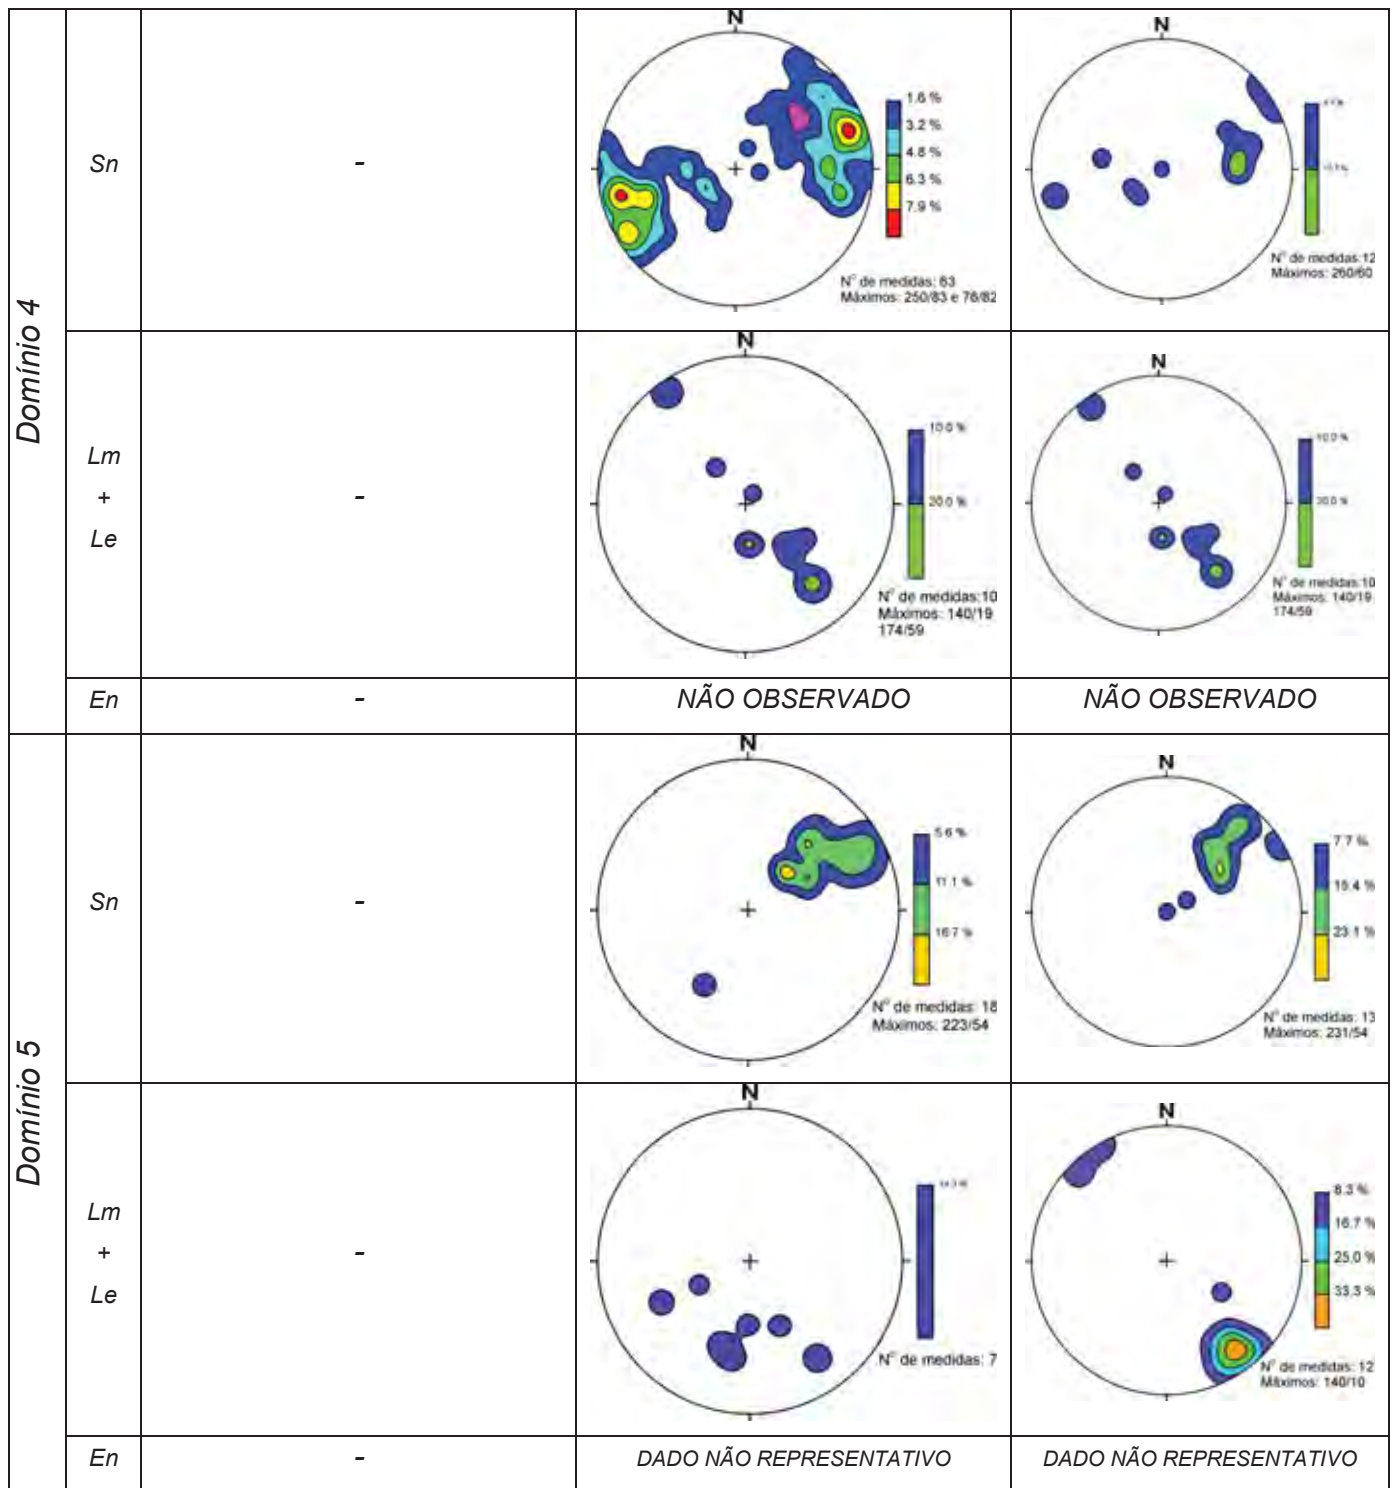 Domínio 4
Sn
-
N
1.6 %
3.2 %
4.8 %
6.3 %
7.9 %
N° de medidas: 63
Máximos: 250/83 e 76/82
N
N° de medidas:12
Máximos: 260/60
Lm
+
Le
-
N
10.0 %
20.0 %
N° de medidas:10
Máximos: 140/19
174/59
N
10.0 %
20.0 %
N° de medidas:10
Máximos: 140/19
174/59
En
-
NÃO OBSERVADO
NÃO OBSERVADO
Domínio 5
Sn
-
N
5.6 %
11.1 %
16.7 %
N° de medidas: 18
Máximos: 223/54
N
7.7 %
15.4 %
23.1 %
N° de medidas: 13
Máximos: 231/54
Lm
+
Le
-
N
N° de medidas: 7
N
8.3 %
16.7 %
25.0 %
33.3 %
N° de medidas: 12
Máximos: 140/10
En
-
DADO NÃO REPRESENTATIVO
DADO NÃO REPRESENTATIVO